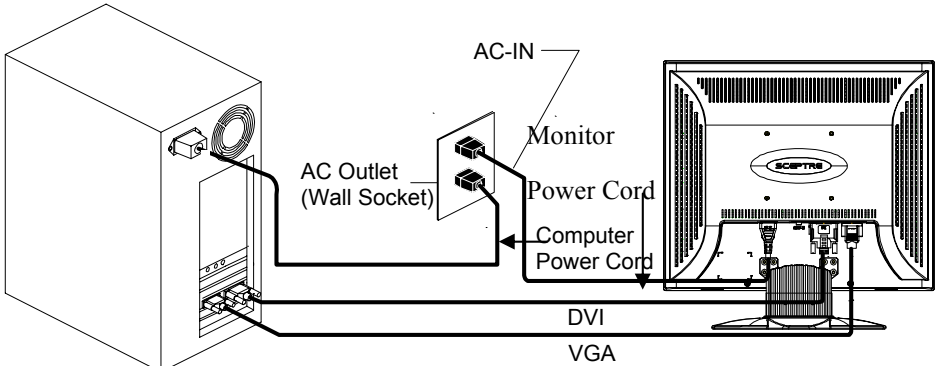 AC-IN
Monitor
AC Outlet
(Wall Socket)
Power Cord
Computer
Power Cord
SCEPTRE
DVI
VGA